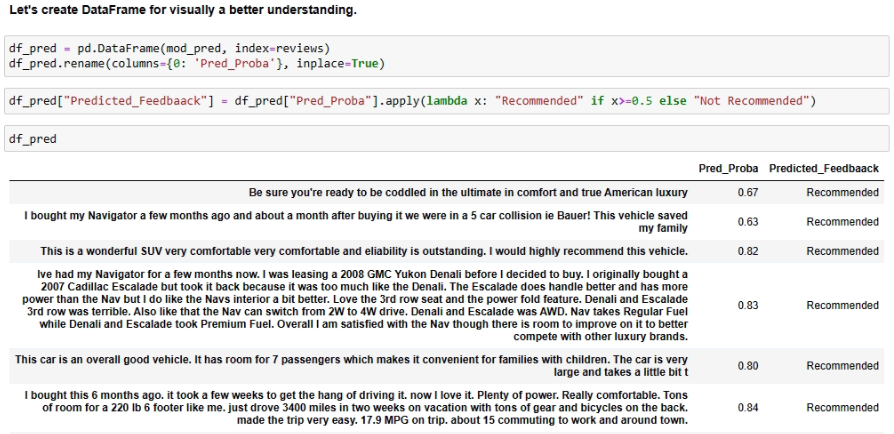 Let's create DataFrame for visually a better understanding.
df_pred = pd.DataFrame(mod_pred, index=reviews)
df_pred.rename(columns={0: 'Pred_Proba'}, inplace=True)
df_pred["Predicted_Feedbaack"] = df_pred["Pred_Proba"].apply(lambda x: "Recommended" if x>=0.5 else "Not Recommended")
df_pred
Pred_Proba Predicted_Feedbaack
Be sure you're ready to be coddled in the ultimate in comfort and true American luxury 0.67 Recommended
I bought my Navigator a few months ago and about a month after buying it we were in a 5 car collision ie Bauer! This vehicle saved
my family 0.63 Recommended
This is a wonderful SUV very comfortable very comfortable and eliability is outstanding. I would highly recommend this vehicle. 0.82 Recommended
Ive had my Navigator for a few months now. I was leasing a 2008 GMC Yukon Denali before I decided to buy. I originally bought a
2007 Cadillac Escalade but took it back because it was too much like the Denali. The Escalade does handle better and has more
power than the Nav but I do like the Navs interior a bit better. Love the 3rd row seat and the power fold feature. Denali and Escalade
3rd row was terrible. Also like that the Nav can switch from 2W to 4W drive. Denali and Escalade was AWD. Nav takes Regular Fuel 0.83 Recommended
while Denali and Escalade took Premium Fuel. Overall I am satisfied with the Nav though there is room to improve on it to better
compete with other luxury brands.
This car is an overall good vehicle. It has room for 7 passengers which makes it convenient for families with children. The car is very
large and takes a little bit t 0.80 Recommended
I bought this 6 months ago. it took a few weeks to get the hang of driving it. now I love it. Plenty of power. Really comfortable. Tons
of room for a 220 lb 6 footer like me. just drove 3400 miles in two weeks on vacation with tons of gear and bicycles on the back. 0.84 Recommended
made the trip very easy. 17.9 MPG on trip. about 15 commuting to work and around town.